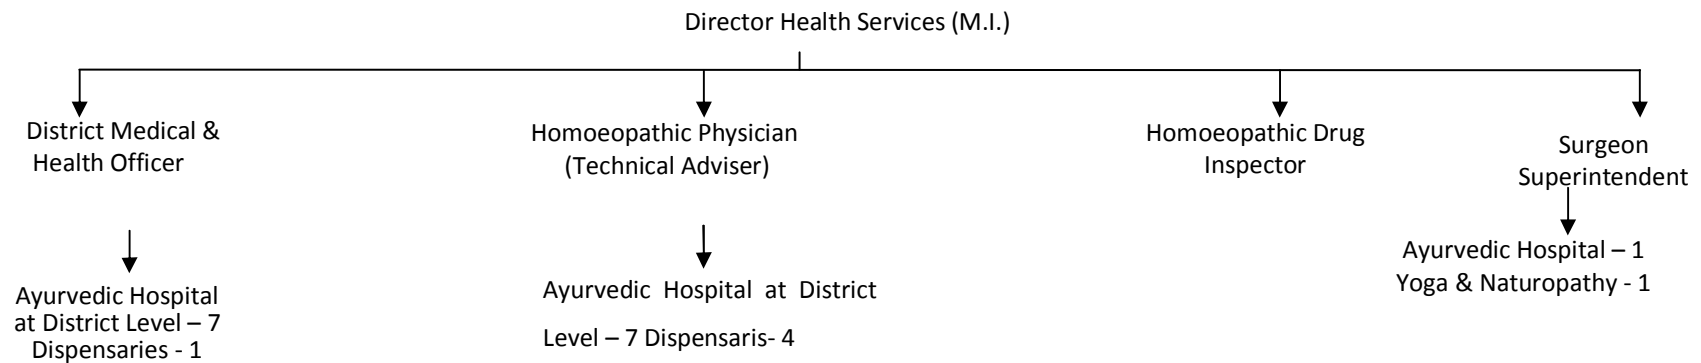 Director Health Services (M.I.)
District Medical &
Health Officer
Homoeopathic Physician
(Technical Adviser)
Homoeopathic Drug
Inspector
Surgeon
Superintendent
Ayurvedic Hospital
at District Level – 7
Dispensaries - 1
Ayurvedic Hospital at District
Level – 7 Dispensaris- 4
Ayurvedic Hospital – 1
Yoga & Naturopathy - 1